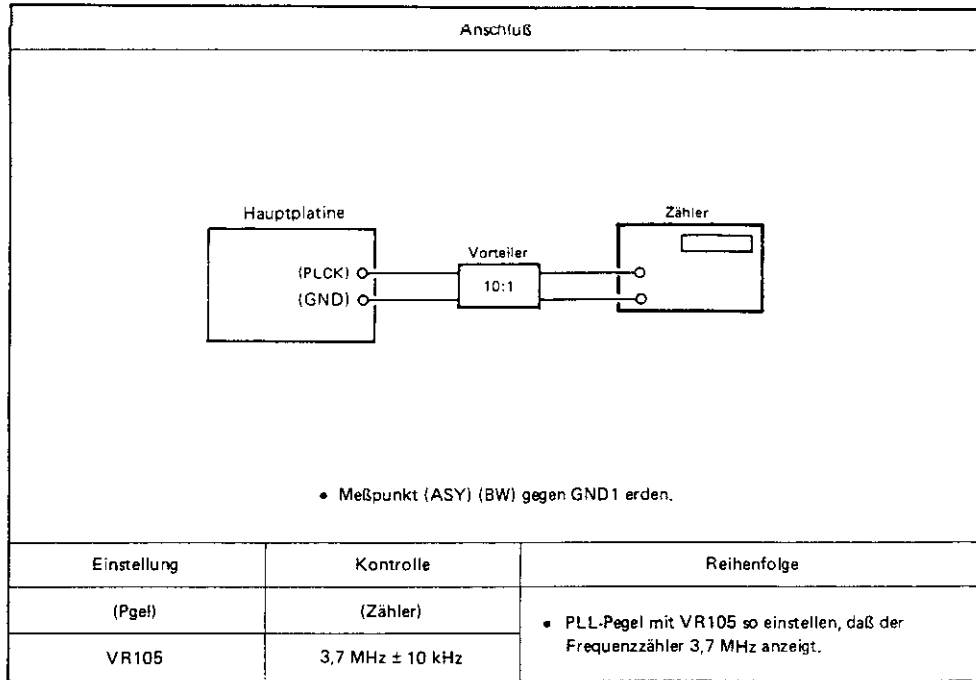 Anschluß
Hauptplatine
Zähler
Vorteiler
(PLCK)
10:1
(GND)
• Meßpunkt (ASY) (BW) gegen GND1 erden.
Einstellung
Kontrolle
Reihenfolge
(Pgel)
(Zähler)
• PLL-Pegel mit VR105 so einstellen, daß der
Frequenzzähler 3,7 MHz anzeigt.
VR105
3,7 MHz ± 10 kHz